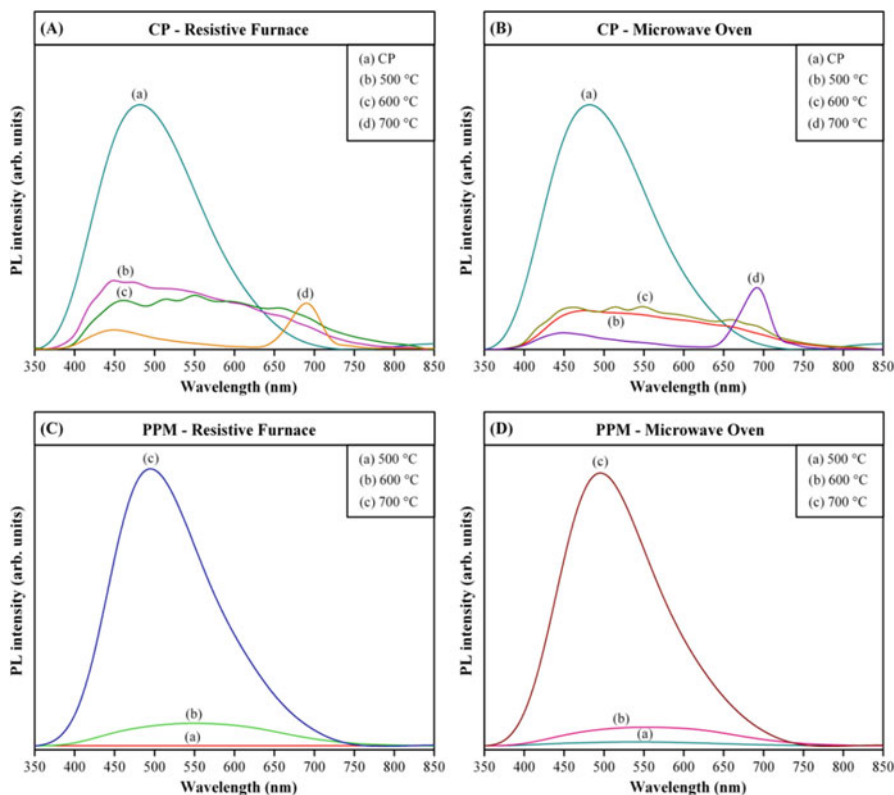 (A) CP - Resistive Furnace
(a) CP
(b) 500 °C
(c) 600 °C
(d) 700 °C
(a)
(b)
(c)
(d)
PL intensity (arb. units)
350 400 450 500 550 600 650 700 750 800 850
Wavelength (nm)
(B) CP - Microwave Oven
(a) CP
(b) 500 °C
(c) 600 °C
(d) 700 °C
(a)
(d)
(c)
(b)
PL intensity (arb. units)
350 400 450 500 550 600 650 700 750 800 850
Wavelength (nm)
(C) PPM - Resistive Furnace
(a) 500 °C
(b) 600 °C
(c) 700 °C
(c)
(b)
(a)
PL intensity (arb. units)
350 400 450 500 550 600 650 700 750 800 850
Wavelength (nm)
(D) PPM - Microwave Oven
(a) 500 °C
(b) 600 °C
(c) 700 °C
(c)
(b)
(a)
PL intensity (arb. units)
350 400 450 500 550 600 650 700 750 800 850
Wavelength (nm)